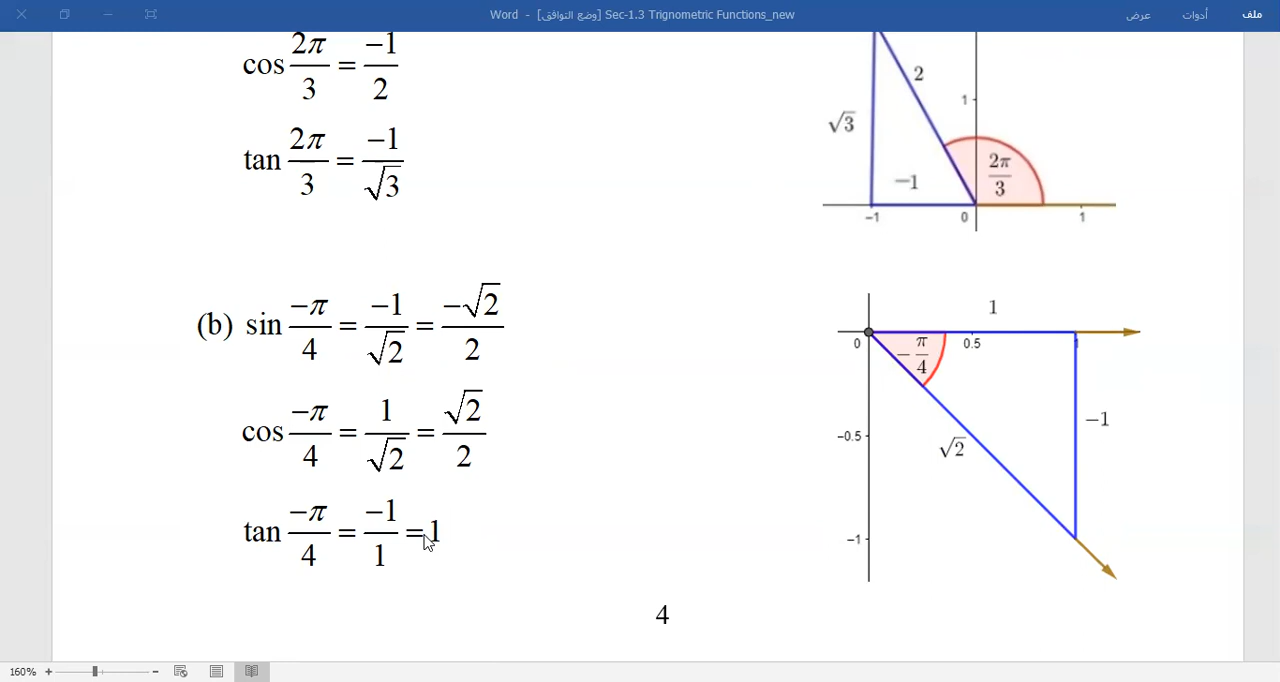 Word - [وضع التوافق] Sec-1.3 Trignometric Functions_new
ملف أدوات عرض
cos 2π/3 = -1/2
tan 2π/3 = -1/√3
2
√3
1
2π/3
-1
-1 0 1
(b) sin -π/4 = -1/√2 = -√2/2
cos -π/4 = 1/√2 = √2/2
tan -π/4 = -1/1 = 1
1
0 0.5 1
-π/4
-1
-0.5
√2
-1
4
160%